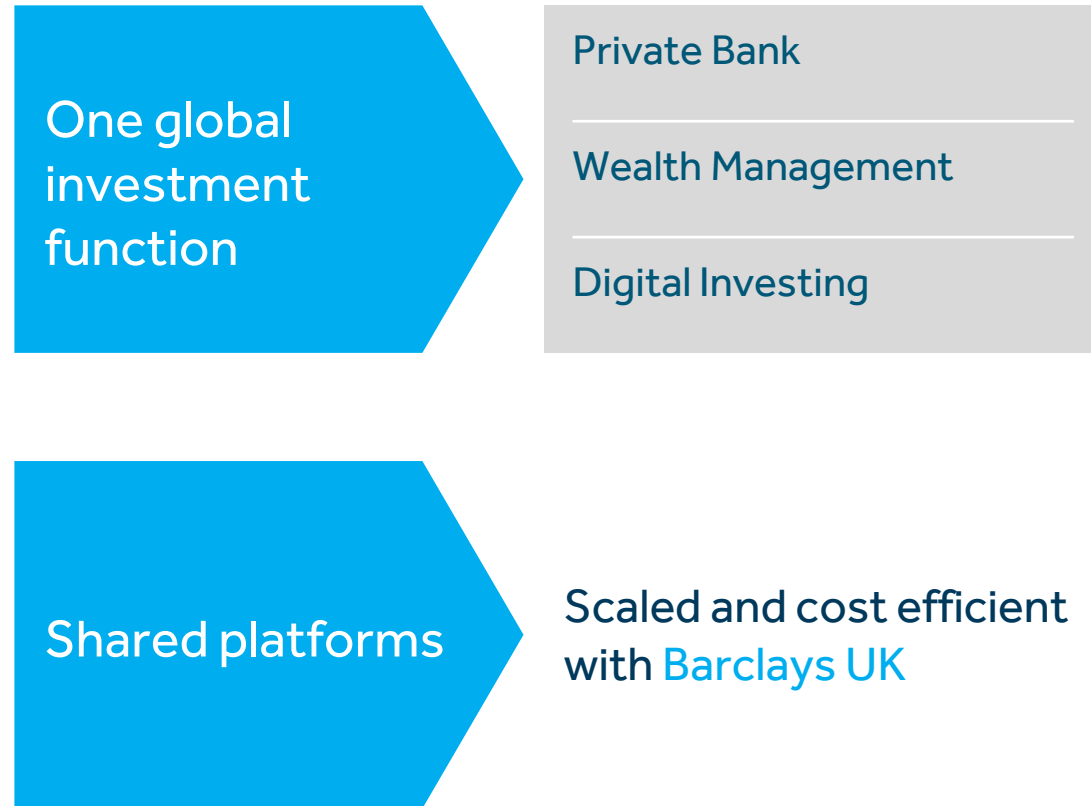 One global
investment
function
Private Bank
Wealth Management
Digital Investing
Shared platforms
Scaled and cost efficient
with Barclays UK